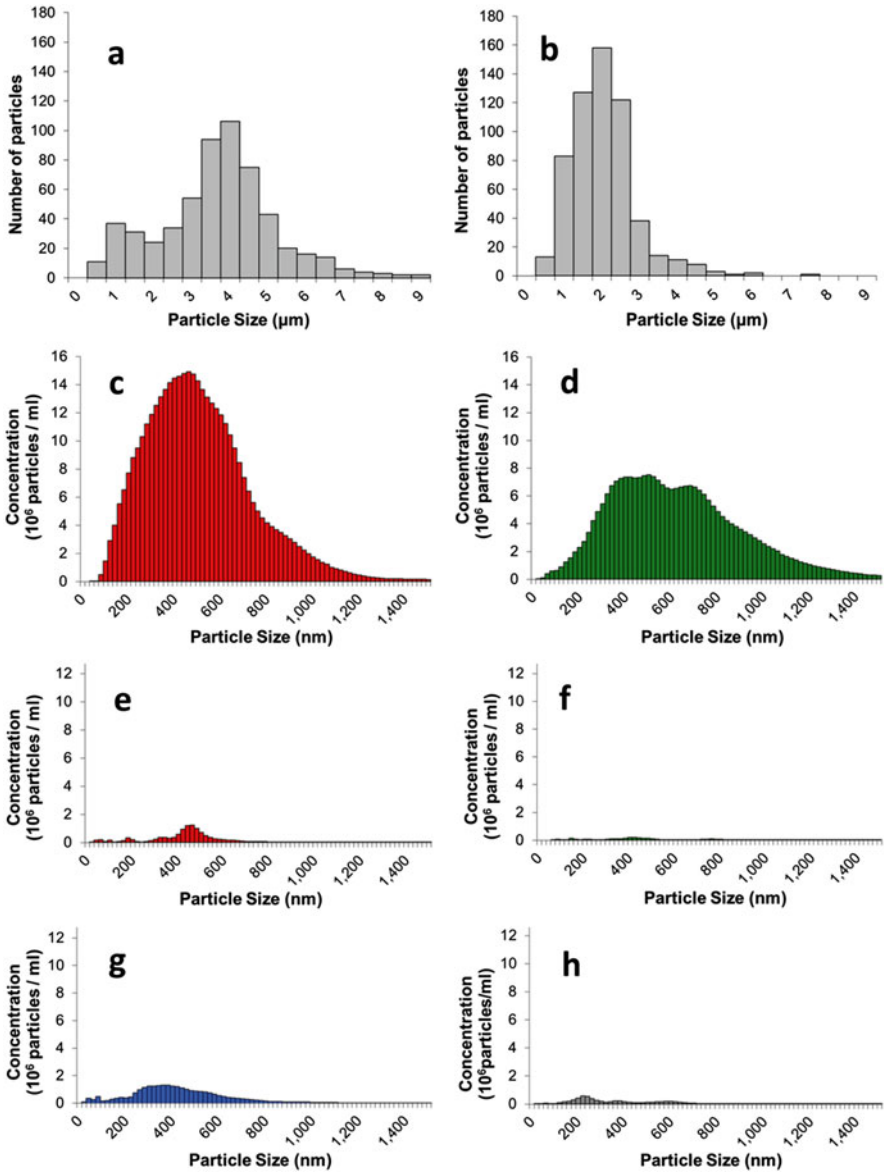 a
Number of particles
180
160
140
120
100
80
60
40
20
0
0 1 2 3 4 5 6 7 8 9
Particle Size (µm)
b
Number of particles
180
160
140
120
100
80
60
40
20
0
0 1 2 3 4 5 6 7 8 9
Particle Size (µm)
c
Concentration
(10⁶ particles / ml)
16
14
12
10
8
6
4
2
0
0 200 400 600 800 1,000 1,200 1,400
Particle Size (nm)
d
Concentration
(10⁶ particles / ml)
16
14
12
10
8
6
4
2
0
0 200 400 600 800 1,000 1,200 1,400
Particle Size (nm)
e
Concentration
(10⁶ particles / ml)
12
10
8
6
4
2
0
0 200 400 600 800 1,000 1,200 1,400
Particle Size (nm)
f
Concentration
(10⁶ particles / ml)
12
10
8
6
4
2
0
0 200 400 600 800 1,000 1,200 1,400
Particle Size (nm)
g
Concentration
(10⁶ particles / ml)
12
10
8
6
4
2
0
0 200 400 600 800 1,000 1,200 1,400
Particle Size (nm)
h
Concentration
(10⁶particles/ml)
12
10
8
6
4
2
0
0 200 400 600 800 1,000 1,200 1,400
Particle Size (nm)